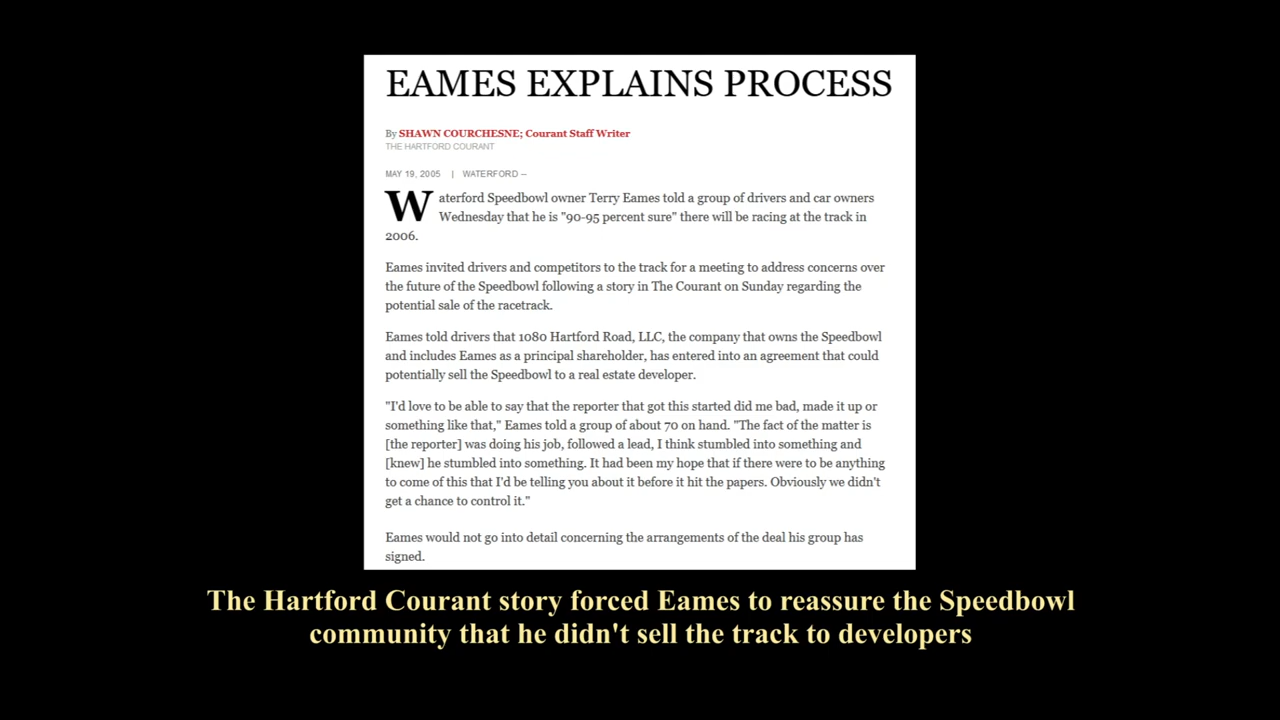 EAMES EXPLAINS PROCESS
By SHAWN COURCHESNE; Courant Staff Writer
THE HARTFORD COURANT
MAY 19, 2005 | WATERFORD –
Waterford Speedbowl owner Terry Eames told a group of drivers and car owners
Wednesday that he is "90-95 percent sure" there will be racing at the track in
2006.
Eames invited drivers and competitors to the track for a meeting to address concerns over
the future of the Speedbowl following a story in The Courant on Sunday regarding the
potential sale of the racetrack.
Eames told drivers that 1080 Hartford Road, LLC, the company that owns the Speedbowl
and includes Eames as a principal shareholder, has entered into an agreement that could
potentially sell the Speedbowl to a real estate developer.
"I'd love to be able to say that the reporter that got this started did me bad, made it up or
something like that," Eames told a group of about 70 on hand. "The fact of the matter is
[the reporter] was doing his job, followed a lead, I think stumbled into something and
[knew] he stumbled into something. It had been my hope that if there were to be anything
to come of this that I'd be telling you about it before it hit the papers. Obviously we didn't
get a chance to control it."
Eames would not go into detail concerning the arrangements of the deal his group has
signed.
The Hartford Courant story forced Eames to reassure the Speedbowl
community that he didn't sell the track to developers